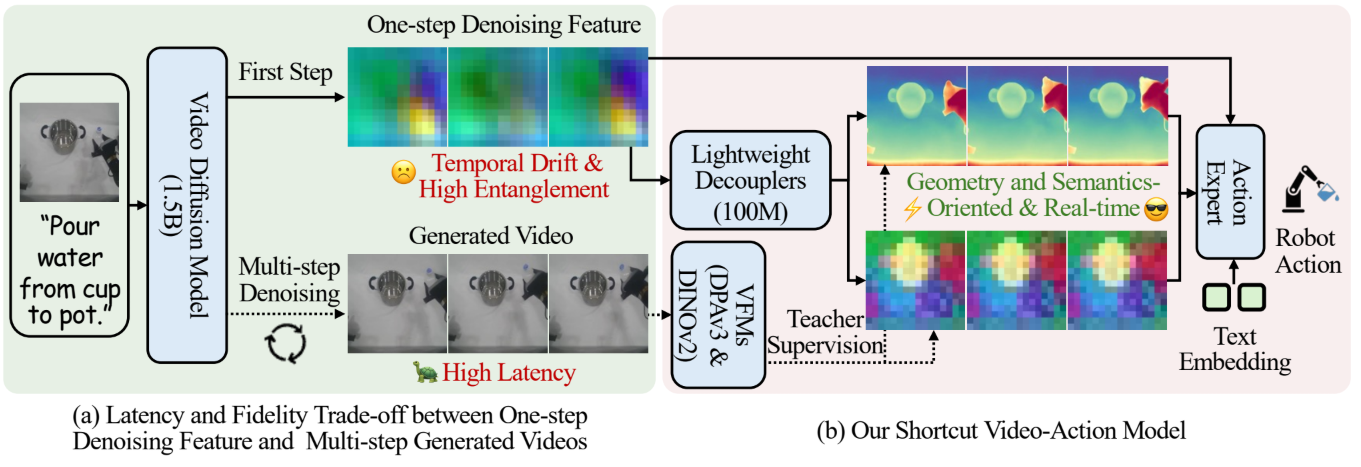 One-step Denoising Feature
First Step
Video Diffusion Model
(1.5B)
Temporal Drift &
High Entanglement
“Pour
water
from cup
to pot.”
Generated Video
Multi-step
Denoising
High Latency
Lightweight
Decouplers
(100M)
VFMs
(DPAv3 &
DINOv2)
Geometry and Semantics-
Oriented & Real-time
Teacher
Supervision
Action
Expert
Robot
Action
Text
Embedding
(a) Latency and Fidelity Trade-off between One-step
Denoising Feature and Multi-step Generated Videos
(b) Our Shortcut Video-Action Model